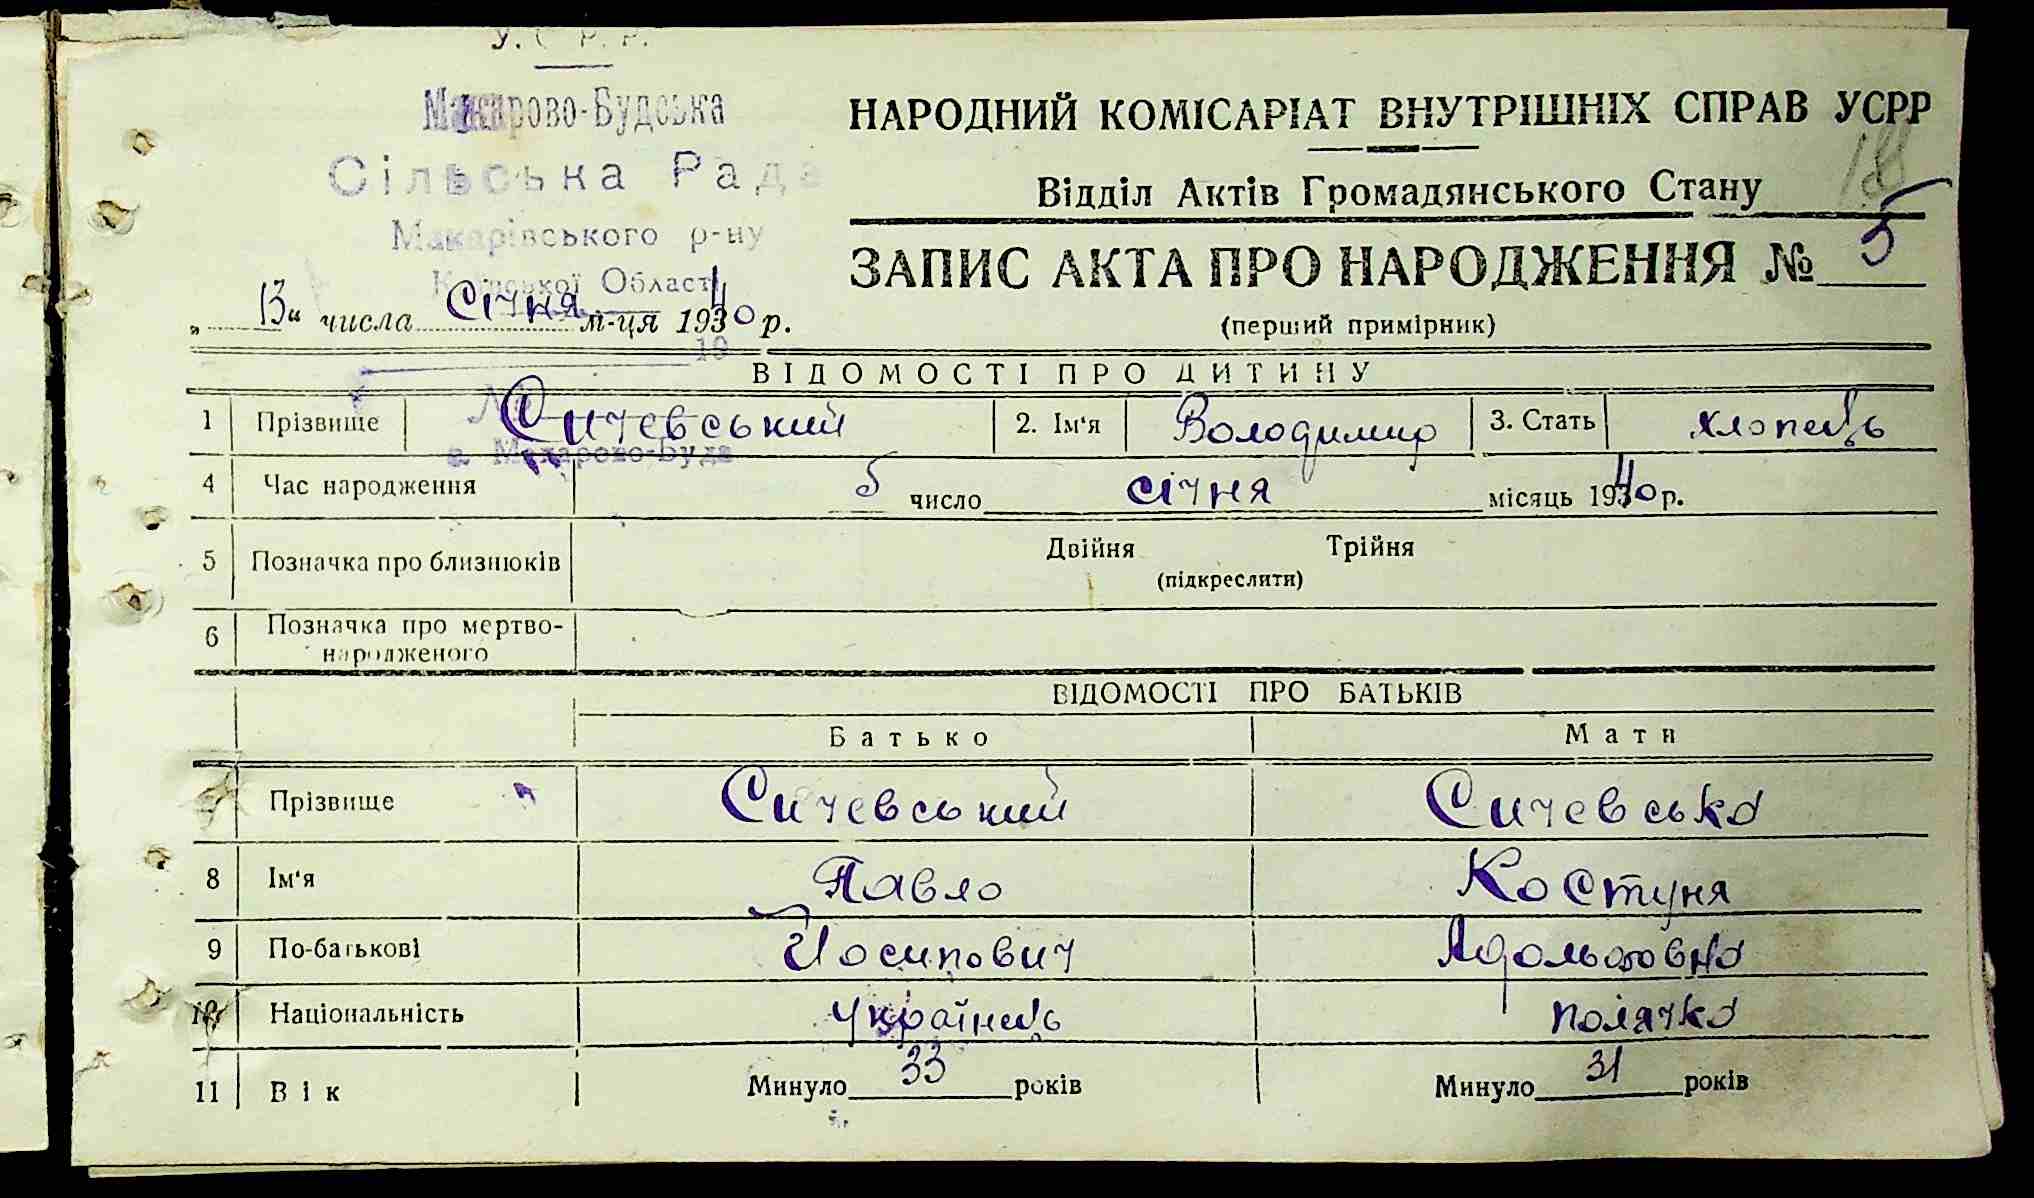 У.С.Р.Р.
Макарово-Будська
Сільська Рада
Макарівського р-ну
Київської Області
НАРОДНИЙ КОМІСАРІАТ ВНУТРІШНІХ СПРАВ УСРР
Відділ Актів Громадянського Стану
ЗАПИС АКТА ПРО НАРОДЖЕННЯ № 5
(перший примірник)
„ 13 “ числа Січня м-ця 1940 р.
19
ВІДОМОСТІ ПРО ДИТИНУ
1 Прізвище Сичевський 2. Ім'я Володимир 3. Стать хлопець
№
с. Макарово-Буда
4 Час народження 5 число січня місяць 1940 р.
5 Позначка про близнюків Двійня Трійня
(підкреслити)
6 Позначка про мертво-
народженого
ВІДОМОСТІ ПРО БАТЬКІВ
Батько Мати
7 Прізвище Сичевський Сичевська
8 Ім'я Павло Костуня
9 По-батькові Йосипович Адольфовна
10 Національність українець полячка
11 Вік Минуло 33 років Минуло 31 років